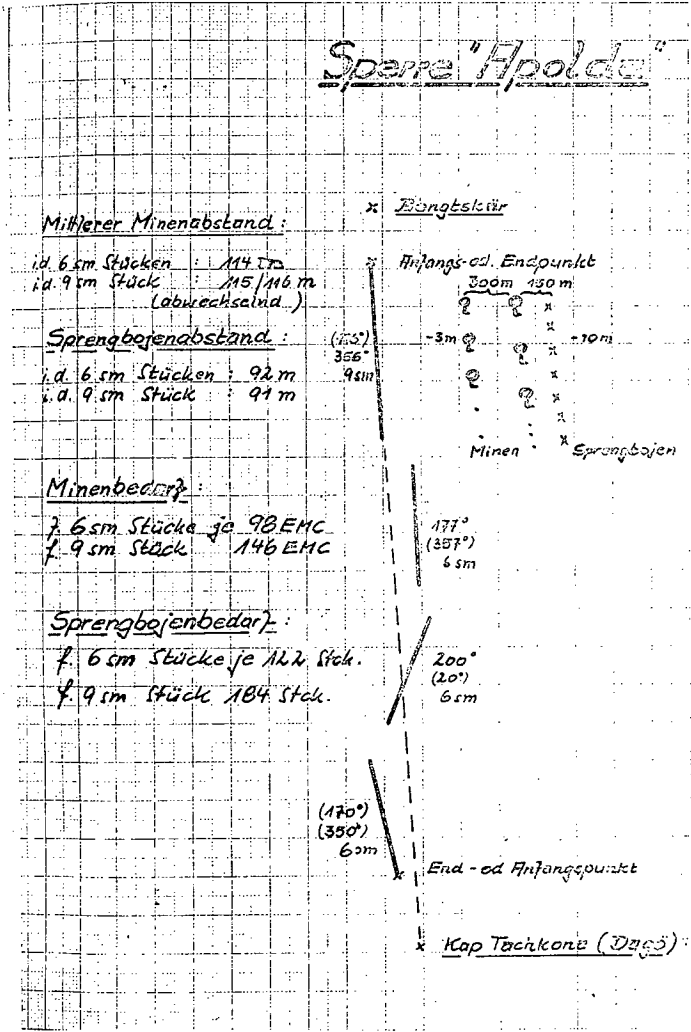 Sperre "Apolda"
× Bengtskär
Mittlerer Minenabstand :
i.d. 6 sm Stücken : 114 m
i.d. 9 sm Stück : 115/116 m
(abwechselnd)
× Anfangs-od. Endpunkt
300m 150 m
-3m -10m
Minen Sprengbojen
Sprengbojenabstand :
i.d. 6 sm Stücken : 92 m
i.d. 9 sm Stück : 91 m
356°
9sm
Minenbedarf :
f. 6 sm Stücke je 98 EMC
f. 9 sm Stück 146 EMC
177°
(357°)
6 sm
Sprengbojenbedarf :
f. 6 sm Stücke je 122 Stck.
f. 9 sm Stück 184 Stck.
200°
(20°)
6 sm
(170°)
(350°)
6 sm
End - od Anfangspunkt
× Kap Tachkona (Dagö)